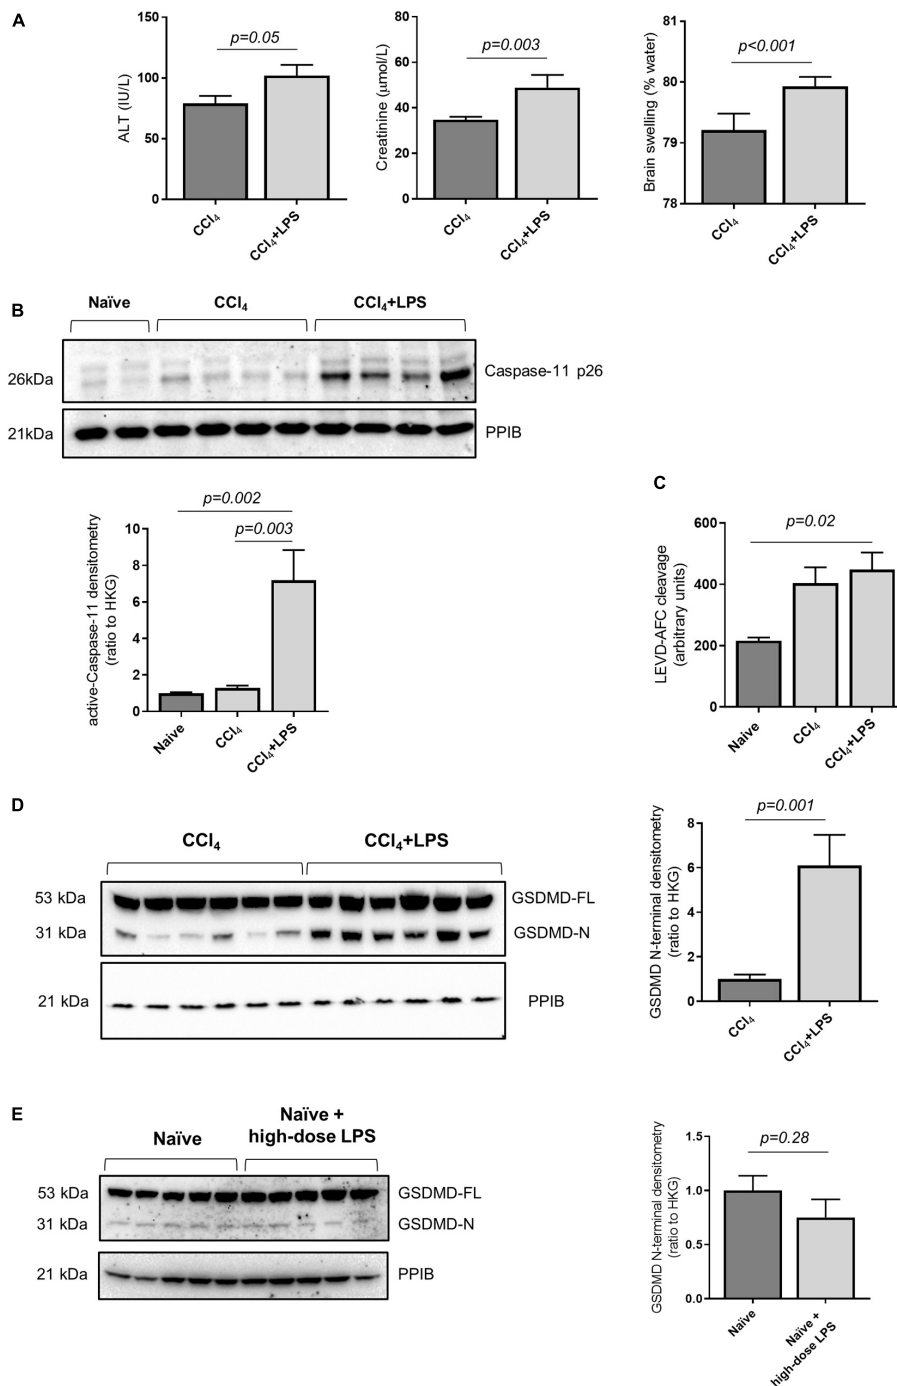 A
p=0.05
ALT (IU/L)
150
100
50
0
CCl₄
CCl₄+LPS
p=0.003
Creatinine (μmol/L)
80
60
40
20
0
CCl₄
CCl₄+LPS
p<0.001
Brain swelling (% water)
81
80
79
78
CCl₄
CCl₄+LPS
B
Naïve
CCl₄
CCl₄+LPS
26kDa
Caspase-11 p26
21kDa
PPIB
p=0.002
p=0.003
active-Caspase-11 densitometry
(ratio to HKG)
10
8
6
4
2
0
Naive
CCl₄
CCl₄+LPS
C
p=0.02
LEVD-AFC cleavage
(arbitrary units)
600
400
200
0
Naive
CCl₄
CCl₄+LPS
D
CCl₄
CCl₄+LPS
53 kDa
GSDMD-FL
31 kDa
GSDMD-N
21 kDa
PPIB
p=0.001
GSDMD N-terminal densitometry
(ratio to HKG)
8
6
4
2
0
CCl₄
CCl₄+LPS
E
Naïve
Naïve +
high-dose LPS
53 kDa
GSDMD-FL
31 kDa
GSDMD-N
21 kDa
PPIB
p=0.28
GSDMD N-terminal densitometry
(ratio to HKG)
1.5
1.0
0.5
0.0
Naïve
Naïve +
high-dose LPS